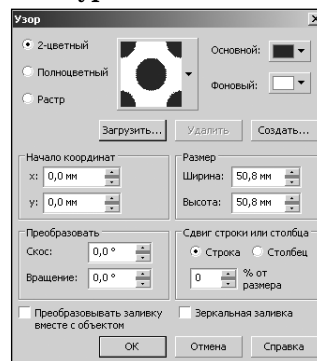 Узор
2-цветный
Полноцветный
Растр
Основной:
Фоновый:
Загрузить... Удалить Создать...
Начало координат
x: 0,0 мм
y: 0,0 мм
Размер
Ширина: 50,8 мм
Высота: 50,8 мм
Преобразовать
Скос: 0,0 °
Вращение: 0,0 °
Сдвиг строки или столбца
Строка Столбец
0 % от
размера
Преобразовывать заливку
вместе с объектом
Зеркальная заливка
OK Отмена Справка